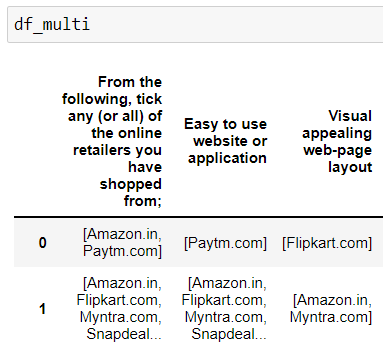 df_multi
From the
following, tick
any (or all) of
the online
retailers you
have
shopped
from;
Easy to use
website or
application
Visual
appealing
web-page
layout
0
[Amazon.in,
Paytm.com]
[Paytm.com]
[Flipkart.com]
1
[Amazon.in,
Flipkart.com,
Myntra.com,
Snapdeal...
[Amazon.in,
Flipkart.com,
Myntra.com,
Snapdeal...
[Amazon.in,
Myntra.com]